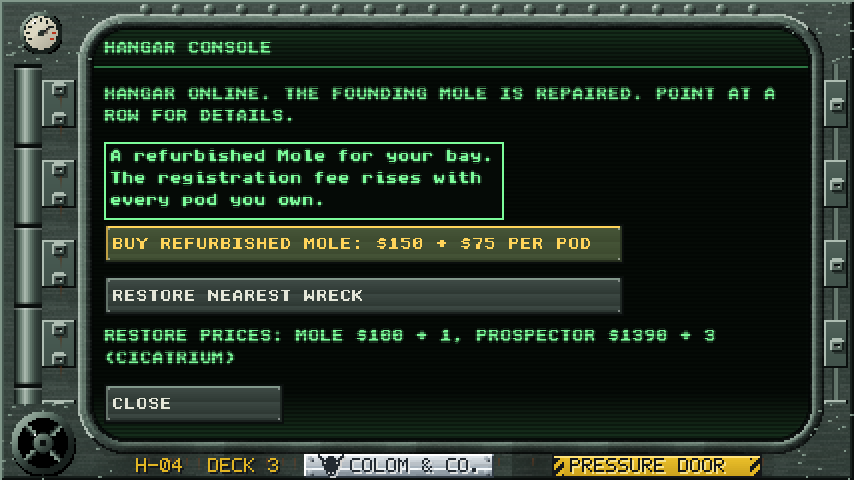 HANGAR CONSOLE
HANGAR ONLINE. THE FOUNDING MOLE IS REPAIRED. POINT AT A
ROW FOR DETAILS.
A refurbished Mole for your bay.
The registration fee rises with
every pod you own.
BUY REFURBISHED MOLE: $150 + $75 PER POD
RESTORE NEAREST WRECK
RESTORE PRICES: MOLE $100 + 1, PROSPECTOR $1390 + 3
(CICATRIUM)
CLOSE
H-04 DECK 3 COLOM & CO. PRESSURE DOOR